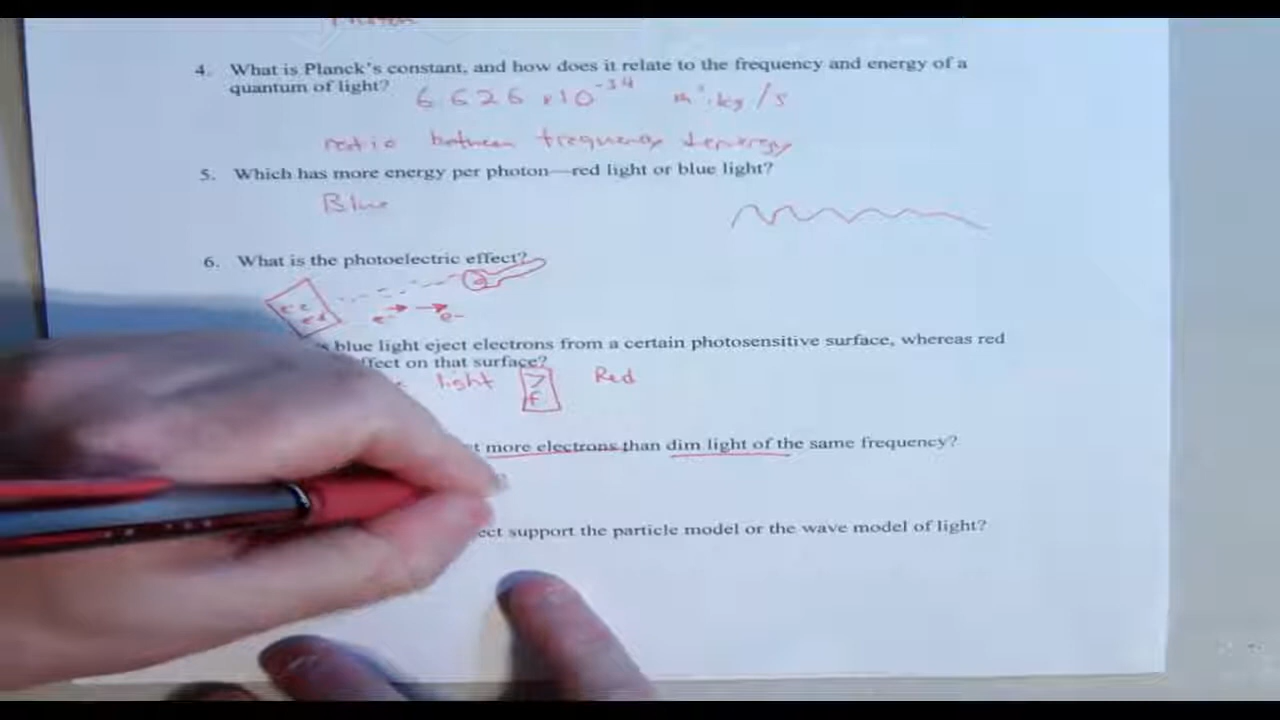 4. What is Planck's constant, and how does it relate to the frequency and energy of a
quantum of light?
6 626 x10^-34 m².kg/s
ratio between frequency & energy
5. Which has more energy per photon—red light or blue light?
Blue
6. What is the photoelectric effect?
e- e-
blue light eject electrons from a certain photosensitive surface, whereas red
ffect on that surface?
light > Red
f
more electrons than dim light of the same frequency?
ect support the particle model or the wave model of light?